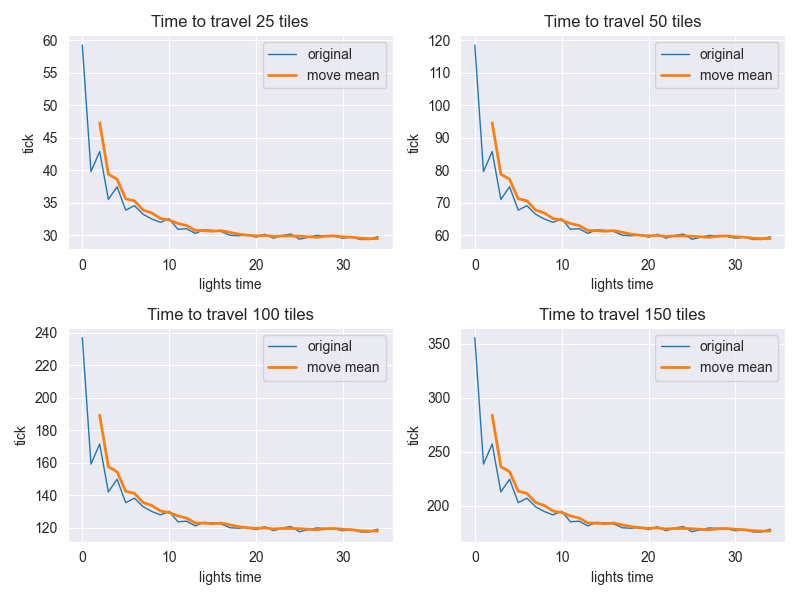 Time to travel 25 tiles
60
55
50
45
40
35
30
tick
original
move mean
0
10
20
30
lights time
Time to travel 50 tiles
120
110
100
90
80
70
60
tick
original
move mean
0
10
20
30
lights time
Time to travel 100 tiles
240
220
200
180
160
140
120
tick
original
move mean
0
10
20
30
lights time
Time to travel 150 tiles
350
300
250
200
tick
original
move mean
0
10
20
30
lights time